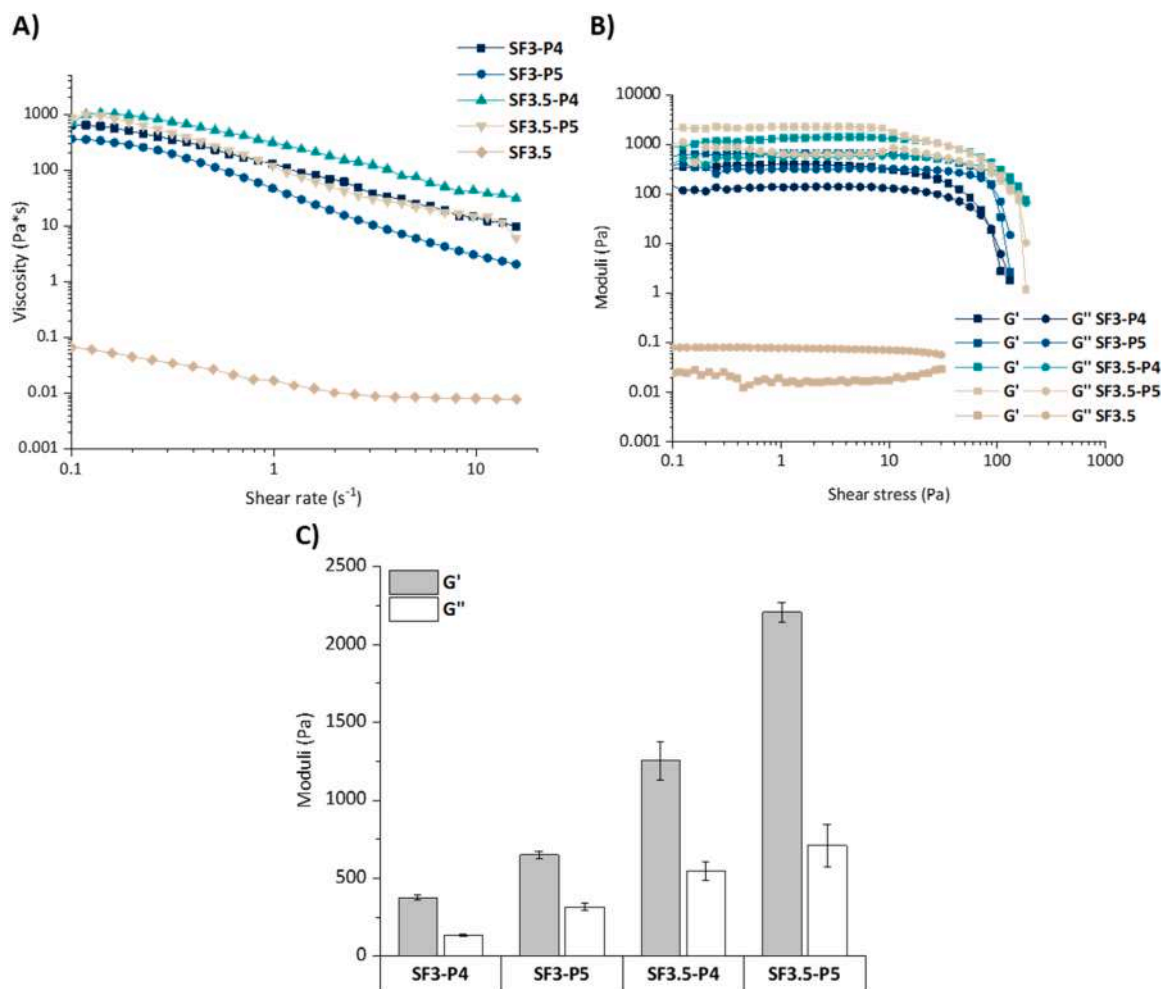 A)
SF3-P4
SF3-P5
SF3.5-P4
SF3.5-P5
SF3.5
1000
100
10
1
0.1
0.01
0.001
Viscosity (Pa*s)
0.1 1 10
Shear rate (s⁻¹)
B)
10000
1000
100
10
1
0.1
0.01
0.001
Moduli (Pa)
G' G'' SF3-P4
G' G'' SF3-P5
G' G'' SF3.5-P4
G' G'' SF3.5-P5
G' G'' SF3.5
0.1 1 10 100 1000
Shear stress (Pa)
C)
G'
G''
2500
2000
1500
1000
500
0
Moduli (Pa)
SF3-P4 SF3-P5 SF3.5-P4 SF3.5-P5